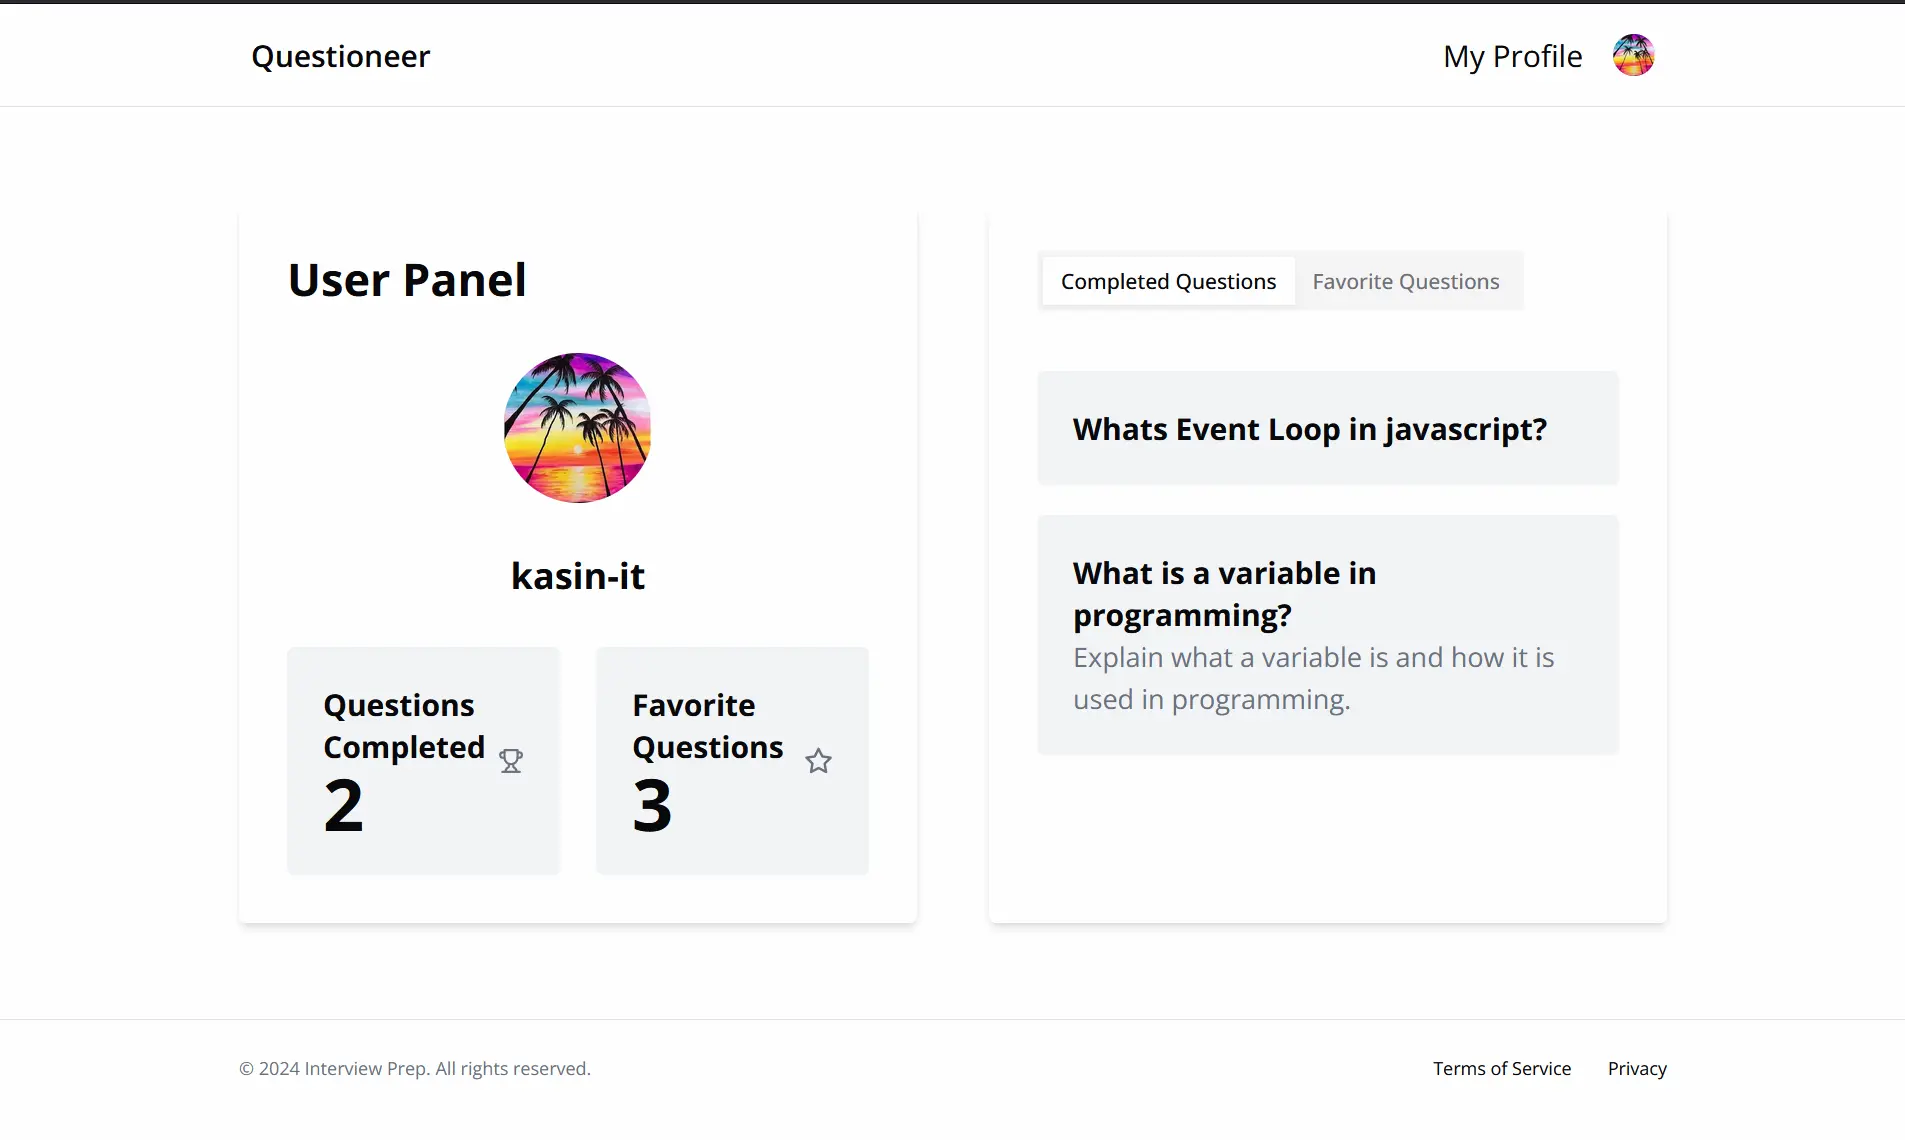 Questioneer
My Profile
User Panel
kasin-it
Questions
Completed
2
Favorite
Questions
3
Completed Questions
Favorite Questions
Whats Event Loop in javascript?
What is a variable in
programming?
Explain what a variable is and how it is
used in programming.
© 2024 Interview Prep. All rights reserved.
Terms of Service
Privacy